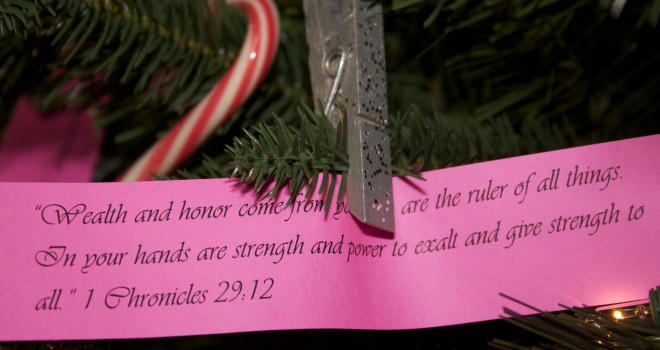 “Wealth and honor come from are the ruler of all things.
In your hands are strength and power to exalt and give strength to
all.” 1 Chronicles 29:12